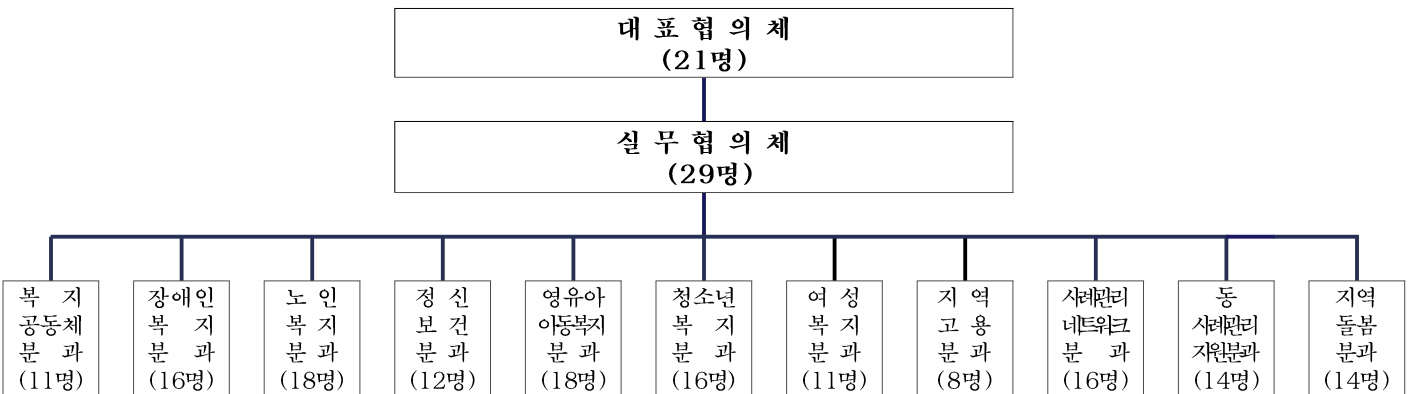 대 표 협 의 체
(21명)
실 무 협 의 체
(29명)
복 지
공동체
분 과
(11명)
장애인
복 지
분 과
(16명)
노 인
복 지
분 과
(18명)
정 신
보 건
분 과
(12명)
영유아
아동복지
분 과
(18명)
청소년
복 지
분 과
(16명)
여 성
복 지
분 과
(11명)
지 역
고 용
분 과
(8명)
사례관리
네트워크
분 과
(16명)
동
사례관리
지원분과
(14명)
지역
돌봄
분과
(14명)